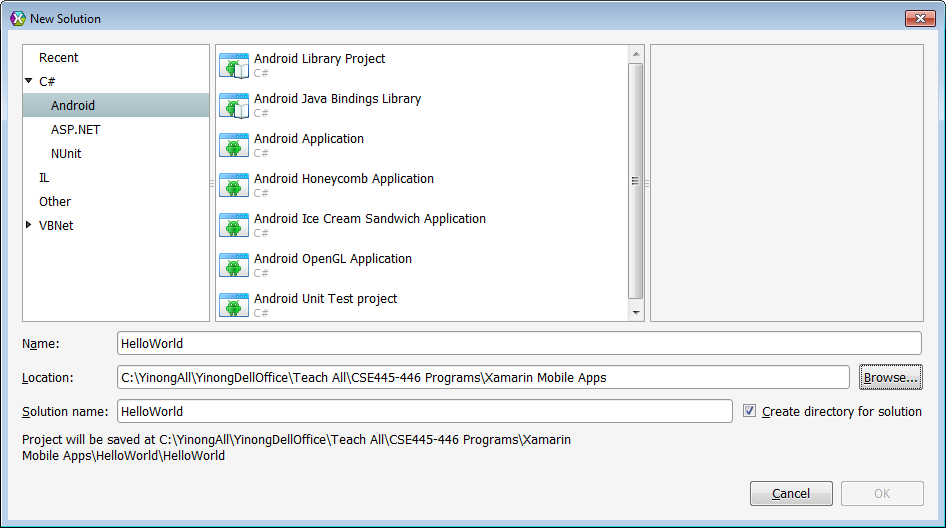 New Solution
Recent
C#
Android
ASP.NET
NUnit
IL
Other
VBNet
Android Library Project
C#
Android Java Bindings Library
C#
Android Application
C#
Android Honeycomb Application
C#
Android Ice Cream Sandwich Application
C#
Android OpenGL Application
C#
Android Unit Test project
C#
Name: HelloWorld
Location: C:\YinongAll\YinongDellOffice\Teach All\CSE445-446 Programs\Xamarin Mobile Apps Browse...
Solution name: HelloWorld Create directory for solution
Project will be saved at C:\YinongAll\YinongDellOffice\Teach All\CSE445-446 Programs\Xamarin
Mobile Apps\HelloWorld\HelloWorld
Cancel OK